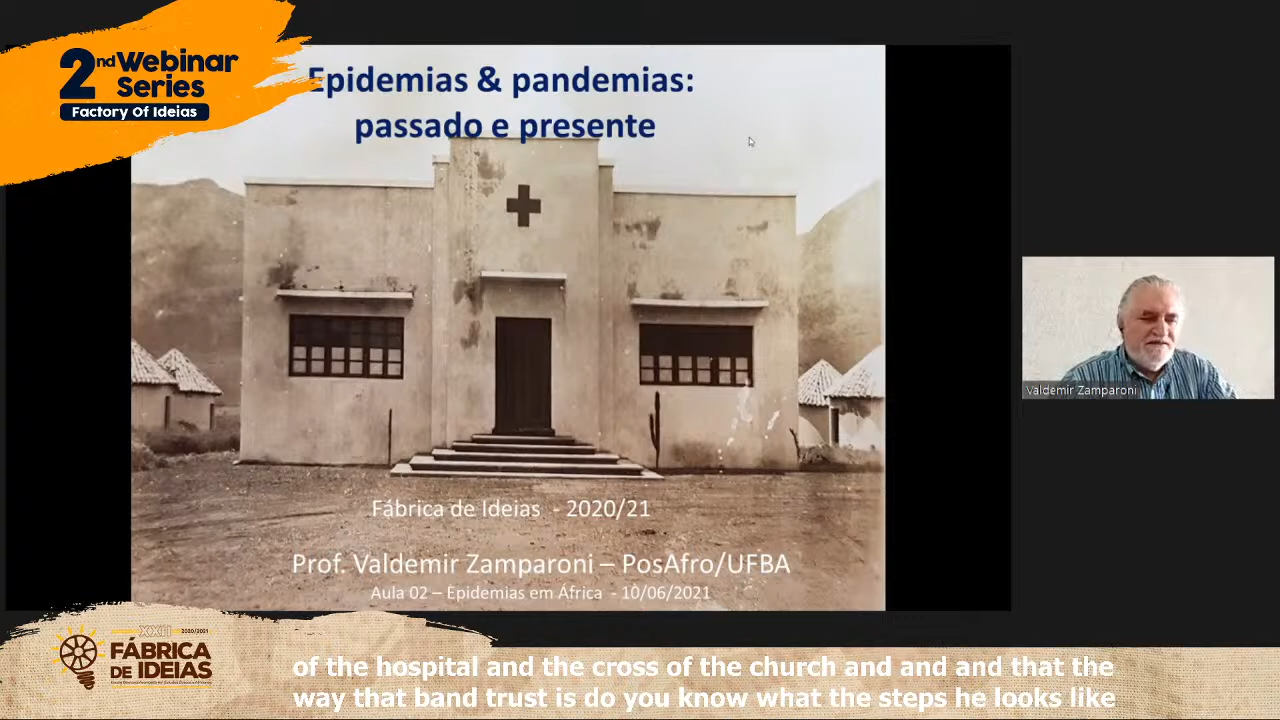 2nd Webinar
Series
Factory Of Ideias
Epidemias & pandemias:
passado e presente
Fábrica de Ideias - 2020/21
Prof. Valdemir Zamparoni – PosAfro/UFBA
Aula 02 – Epidemias em África - 10/06/2021
Valdemir Zamparoni
XXII 2020/2021
FÁBRICA
DE IDEIAS
of the hospital and the cross of the church and and and that the
way that band trust is do you know what the steps he looks like